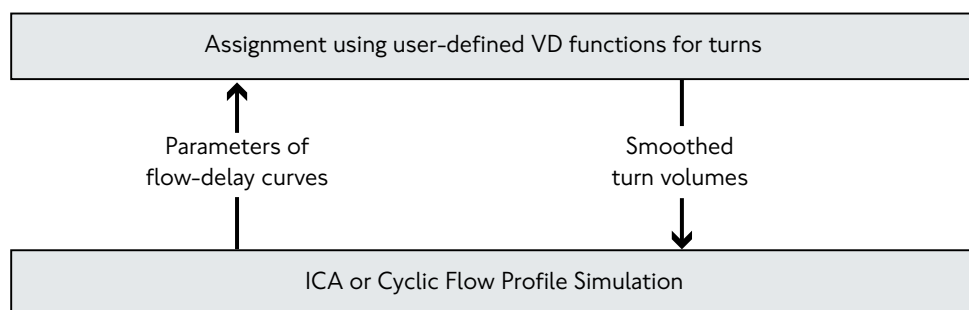 Assignment using user-defined VD functions for turns
Parameters of
flow-delay curves
Smoothed
turn volumes
ICA or Cyclic Flow Profile Simulation